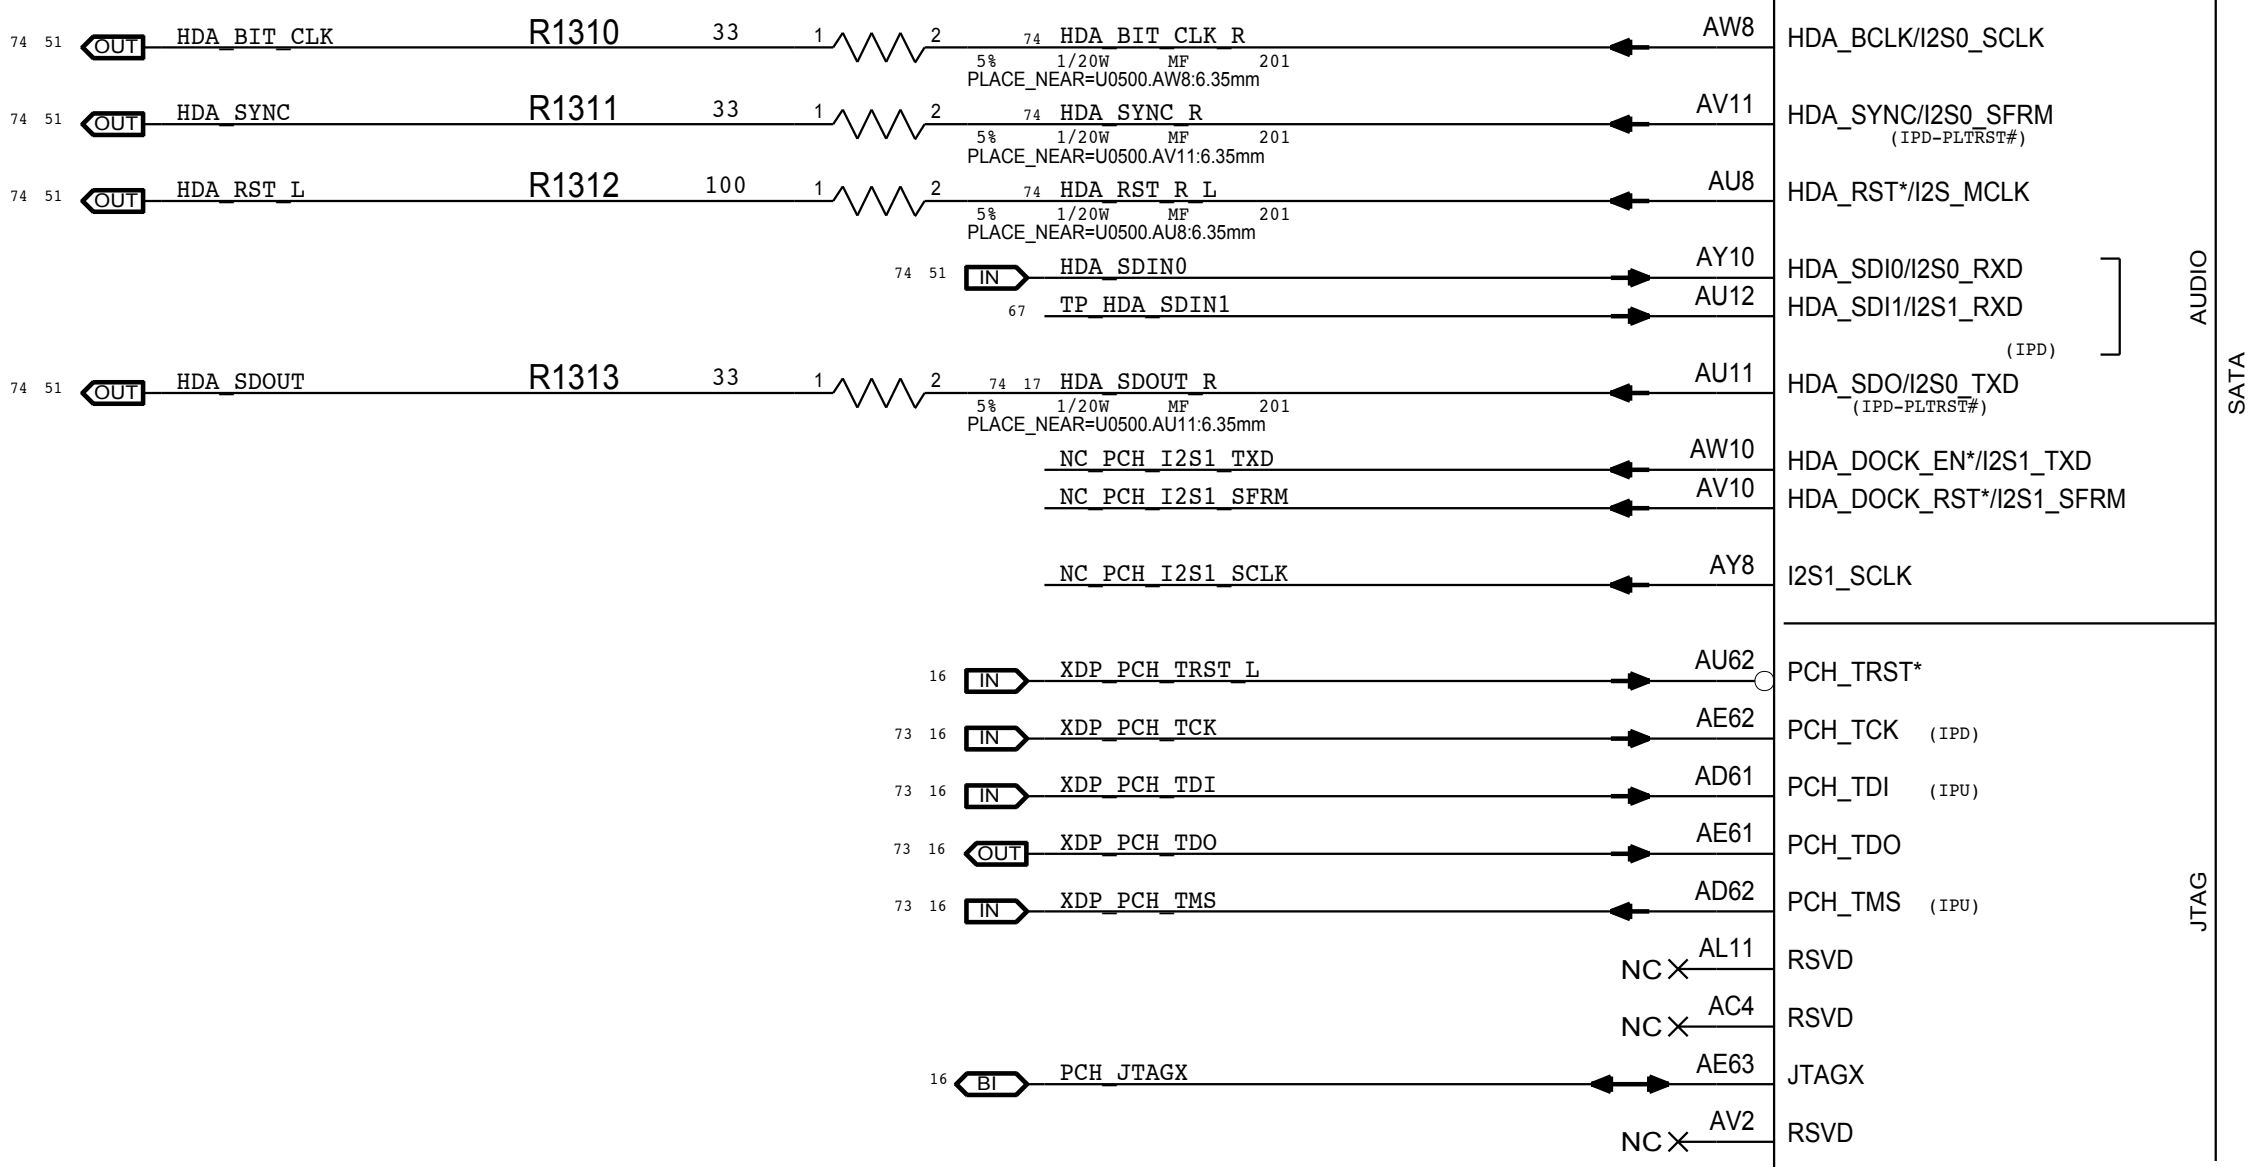 74 51 OUT HDA_BIT_CLK R1310 33 1 2 74 HDA_BIT_CLK_R AW8 HDA_BCLK/I2S0_SCLK
5% 1/20W MF 201
PLACE_NEAR=U0500.AW8:6.35mm
74 51 OUT HDA_SYNC R1311 33 1 2 74 HDA_SYNC_R AV11 HDA_SYNC/I2S0_SFRM
5% 1/20W MF 201 (IPD-PLTRST#)
PLACE_NEAR=U0500.AV11:6.35mm
74 51 OUT HDA_RST_L R1312 100 1 2 74 HDA_RST_R_L AU8 HDA_RST*/I2S_MCLK
5% 1/20W MF 201
PLACE_NEAR=U0500.AU8:6.35mm
74 51 IN HDA_SDIN0 AY10 HDA_SDI0/I2S0_RXD
67 TP_HDA_SDIN1 AU12 HDA_SDI1/I2S1_RXD
(IPD)
AUDIO
74 51 OUT HDA_SDOUT R1313 33 1 2 74 17 HDA_SDOUT_R AU11 HDA_SDO/I2S0_TXD
5% 1/20W MF 201 (IPD-PLTRST#)
PLACE_NEAR=U0500.AU11:6.35mm
SATA
NC_PCH_I2S1_TXD AW10 HDA_DOCK_EN*/I2S1_TXD
NC_PCH_I2S1_SFRM AV10 HDA_DOCK_RST*/I2S1_SFRM
NC_PCH_I2S1_SCLK AY8 I2S1_SCLK
16 IN XDP_PCH_TRST_L AU62 PCH_TRST*
73 16 IN XDP_PCH_TCK AE62 PCH_TCK (IPD)
73 16 IN XDP_PCH_TDI AD61 PCH_TDI (IPU)
73 16 OUT XDP_PCH_TDO AE61 PCH_TDO
73 16 IN XDP_PCH_TMS AD62 PCH_TMS (IPU)
JTAG
NC AL11 RSVD
NC AC4 RSVD
16 BI PCH_JTAGX AE63 JTAGX
NC AV2 RSVD